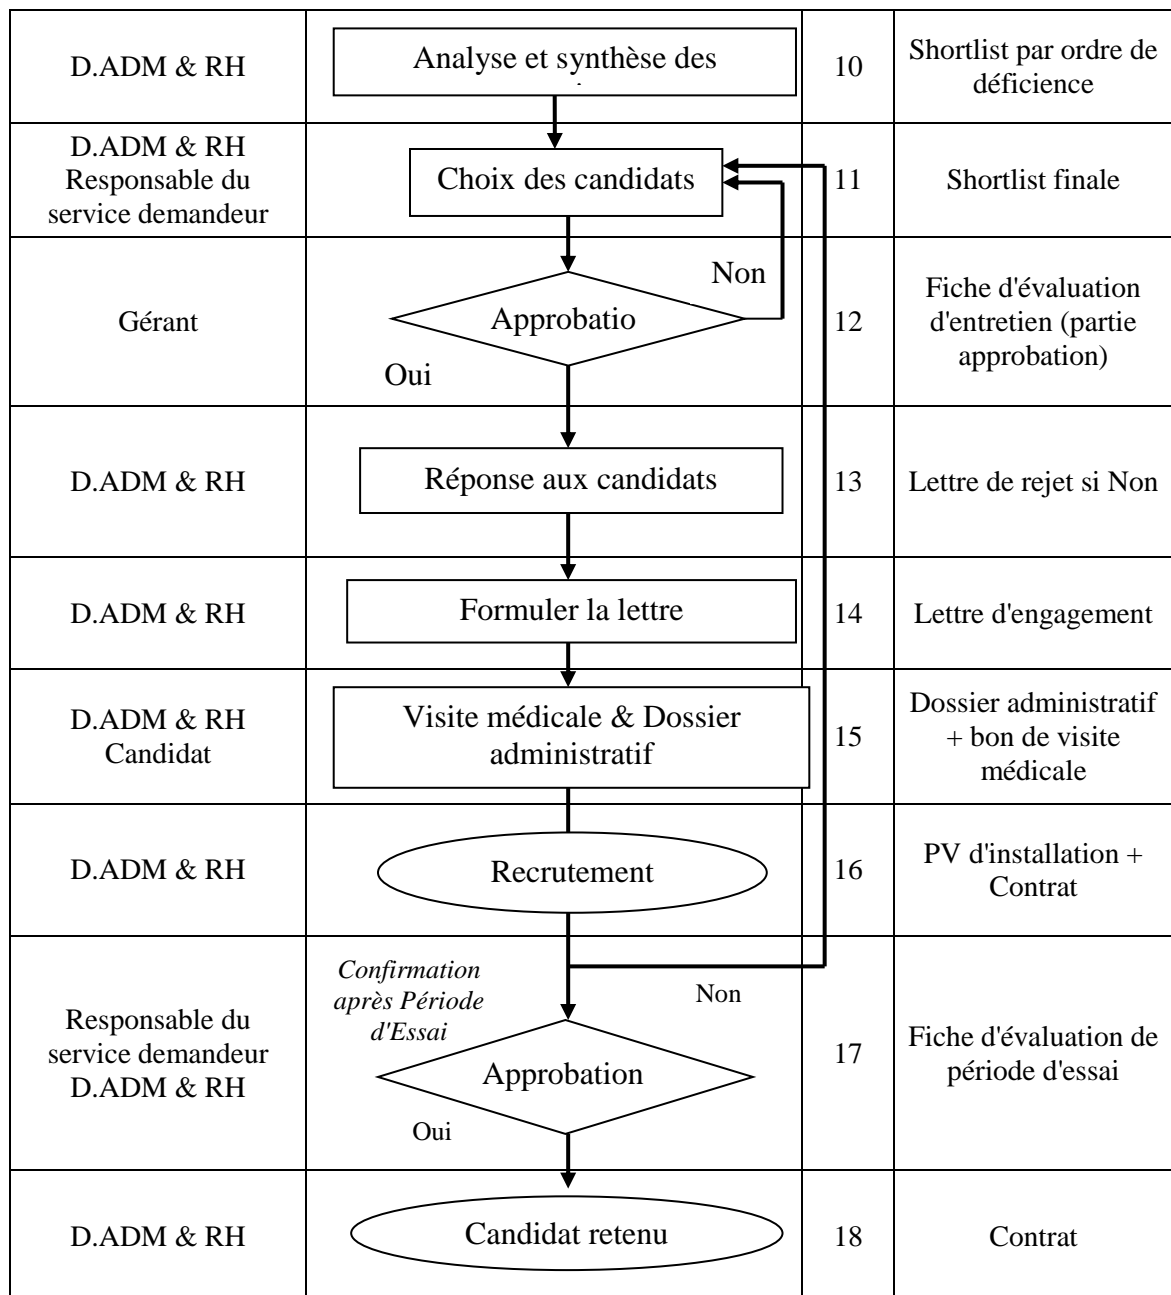 D.ADM & RH
Analyse et synthèse des
10
Shortlist par ordre de
déficience
D.ADM & RH
Responsable du
service demandeur
Choix des candidats
11
Shortlist finale
Gérant
Non
Approbatio
Oui
12
Fiche d'évaluation
d'entretien (partie
approbation)
D.ADM & RH
Réponse aux candidats
13
Lettre de rejet si Non
D.ADM & RH
Formuler la lettre
14
Lettre d'engagement
D.ADM & RH
Candidat
Visite médicale & Dossier
administratif
15
Dossier administratif
+ bon de visite
médicale
D.ADM & RH
Recrutement
16
PV d'installation +
Contrat
Responsable du
service demandeur
D.ADM & RH
Confirmation
après Période
d'Essai
Non
Approbation
Oui
17
Fiche d'évaluation de
période d'essai
D.ADM & RH
Candidat retenu
18
Contrat